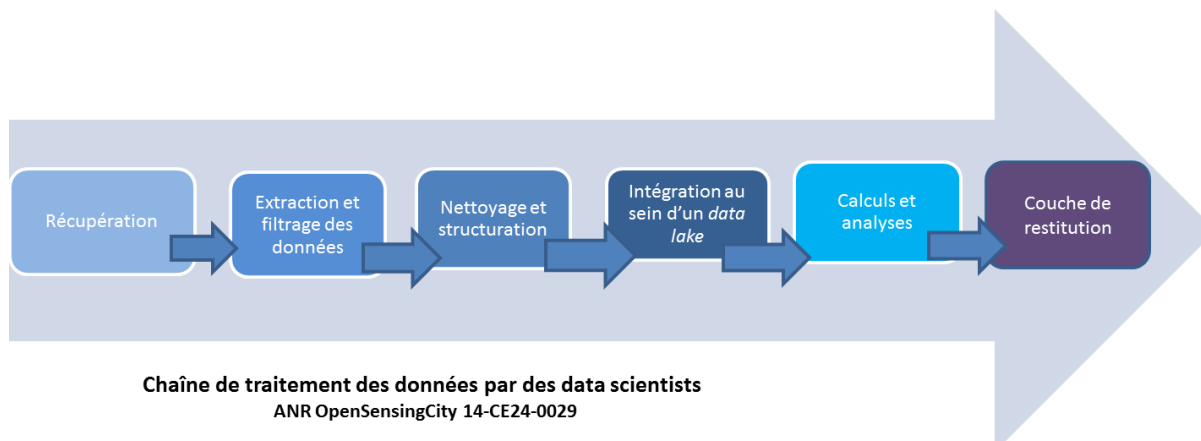 Récupération
Extraction et
filtrage des
données
Nettoyage et
structuration
Intégration au
sein d'un data
lake
Calculs et
analyses
Couche de
restitution
Chaîne de traitement des données par des data scientists
ANR OpenSensingCity 14-CE24-0029